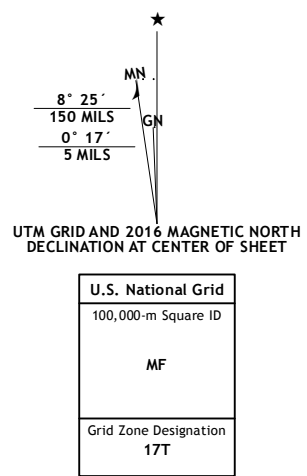 ★
MN
8° 25´
150 MILS
GN
0° 17´
5 MILS
UTM GRID AND 2016 MAGNETIC NORTH
DECLINATION AT CENTER OF SHEET
U.S. National Grid
100,000-m Square ID
MF
Grid Zone Designation
17T